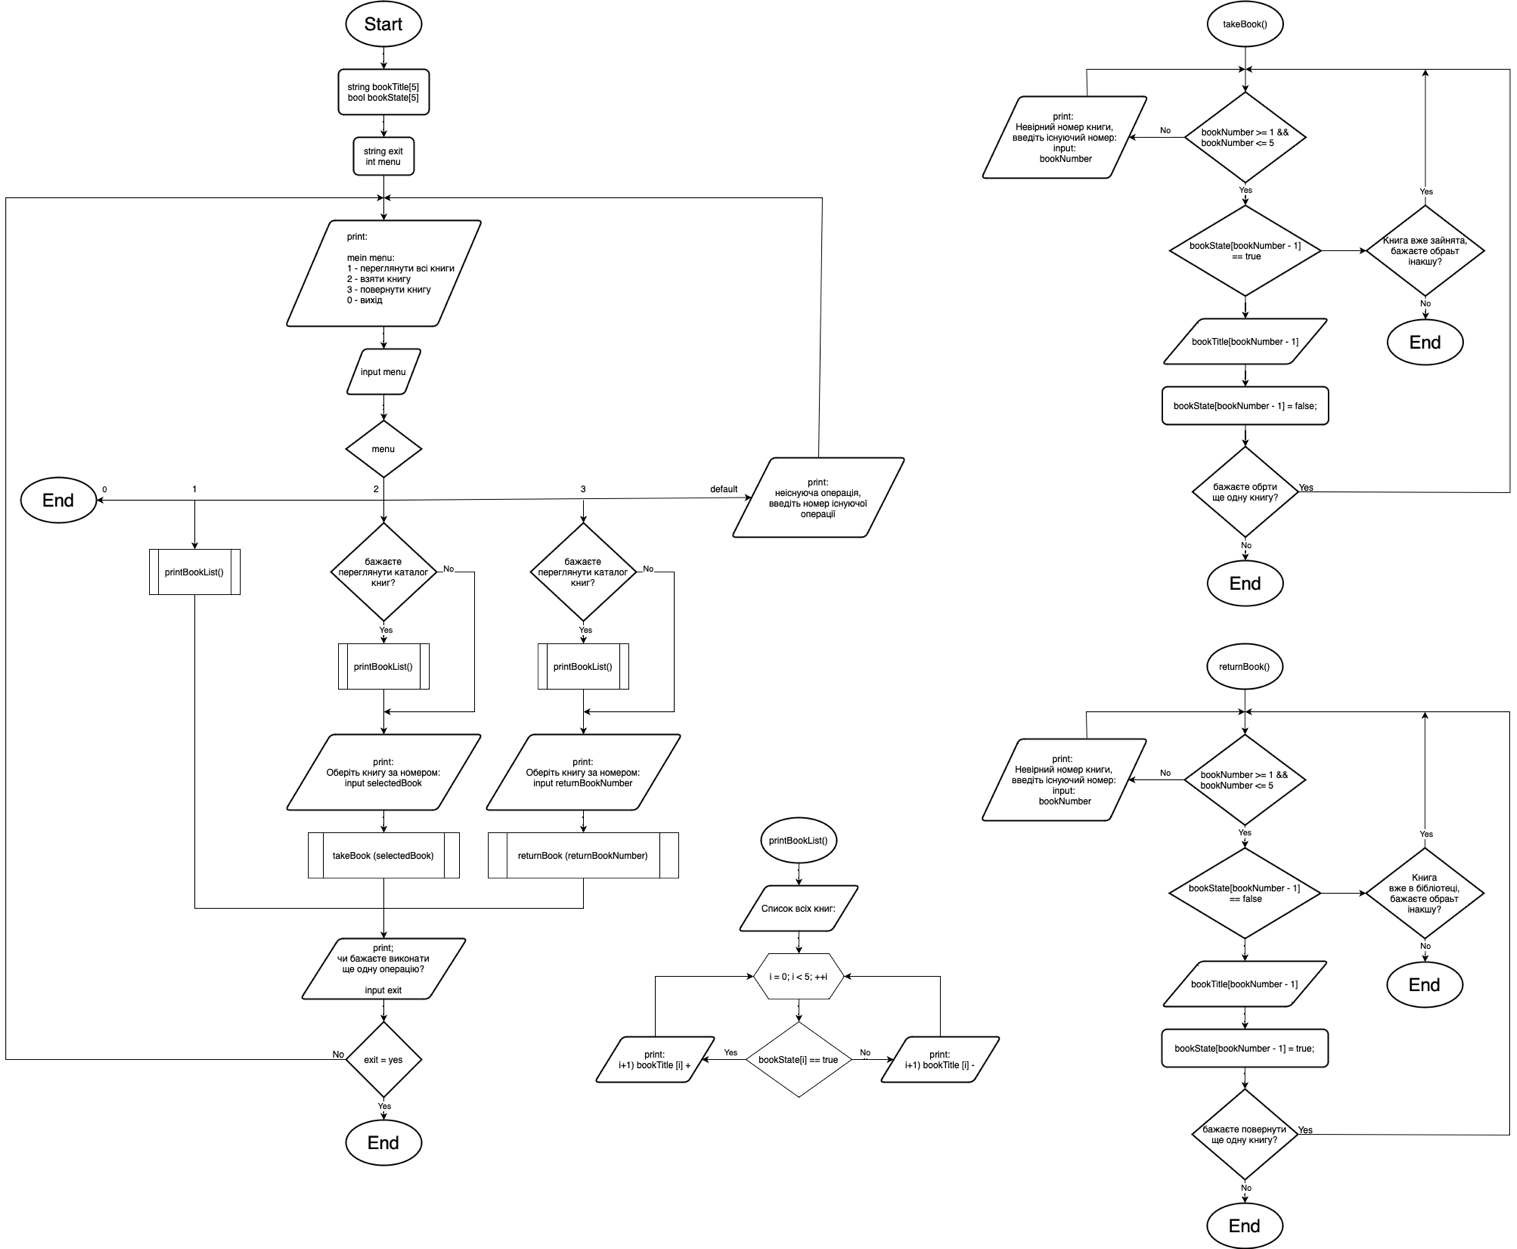 Start
string bookTitle[5]
bool bookState[5]
string exit
int menu
print:
mein menu:
1 - переглянути всі книги
2 - взяти книгу
3 - повернути книгу
0 - вихід
input menu
menu
0
1
2
3
default
End
print:
неіснуюча операція,
введіть номер існуючої
операції
printBookList()
бажаєте
переглянути каталог
книг?
No
Yes
printBookList()
print:
Оберіть книгу за номером:
input selectedBook
takeBook (selectedBook)
бажаєте
переглянути каталог
книг?
No
Yes
printBookList()
print:
Оберіть книгу за номером:
input returnBookNumber
returnBook (returnBookNumber)
print;
чи бажаєте виконати
ще одну операцію?
input exit
exit = yes
No
Yes
End
printBookList()
Список всіх книг:
i = 0; i < 5; ++i
bookState[i] == true
Yes
No
print:
i+1) bookTitle [i] +
print:
i+1) bookTitle [i] -
takeBook()
bookNumber >= 1 &&
bookNumber <= 5
No
print:
Невірний номер книги,
введіть існуючий номер:
input:
bookNumber
Yes
bookState[bookNumber - 1]
== true
Книга вже зайнята,
бажаєте обраьт
інакшу?
Yes
No
End
bookTitle[bookNumber - 1]
bookState[bookNumber - 1] = false;
бажаєте обрти
ще одну книгу?
Yes
No
End
returnBook()
bookNumber >= 1 &&
bookNumber <= 5
No
print:
Невірний номер книги,
введіть існуючий номер:
input:
bookNumber
Yes
bookState[bookNumber - 1]
== false
Книга
вже в бібліотеці,
бажаєте обраьт
інакшу?
Yes
No
End
bookTitle[bookNumber - 1]
bookState[bookNumber - 1] = true;
бажаєте повернути
ще одну книгу?
Yes
No
End